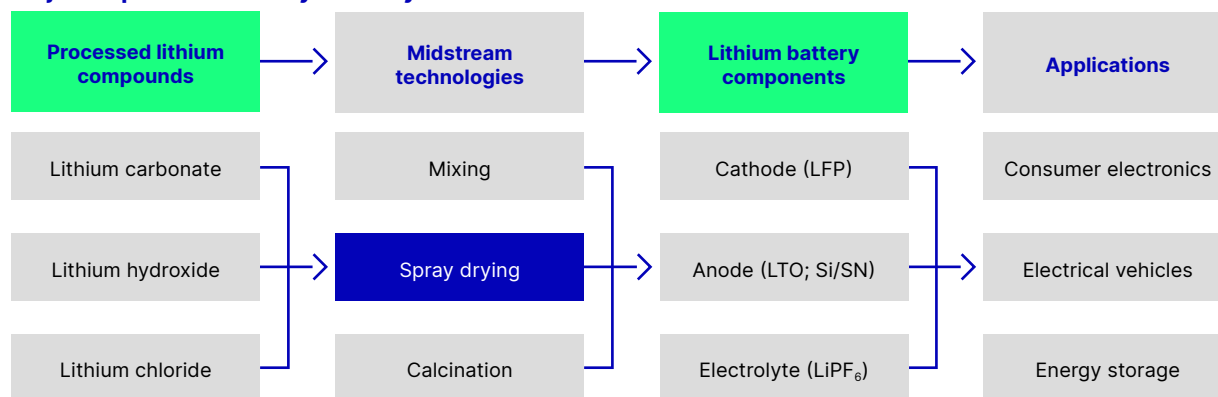 Processed lithium
compounds
Midstream
technologies
Lithium battery
components
Applications
Lithium carbonate
Mixing
Cathode (LFP)
Consumer electronics
Lithium hydroxide
Spray drying
Anode (LTO; Si/SN)
Electrical vehicles
Lithium chloride
Calcination
Electrolyte (LiPF₆)
Energy storage